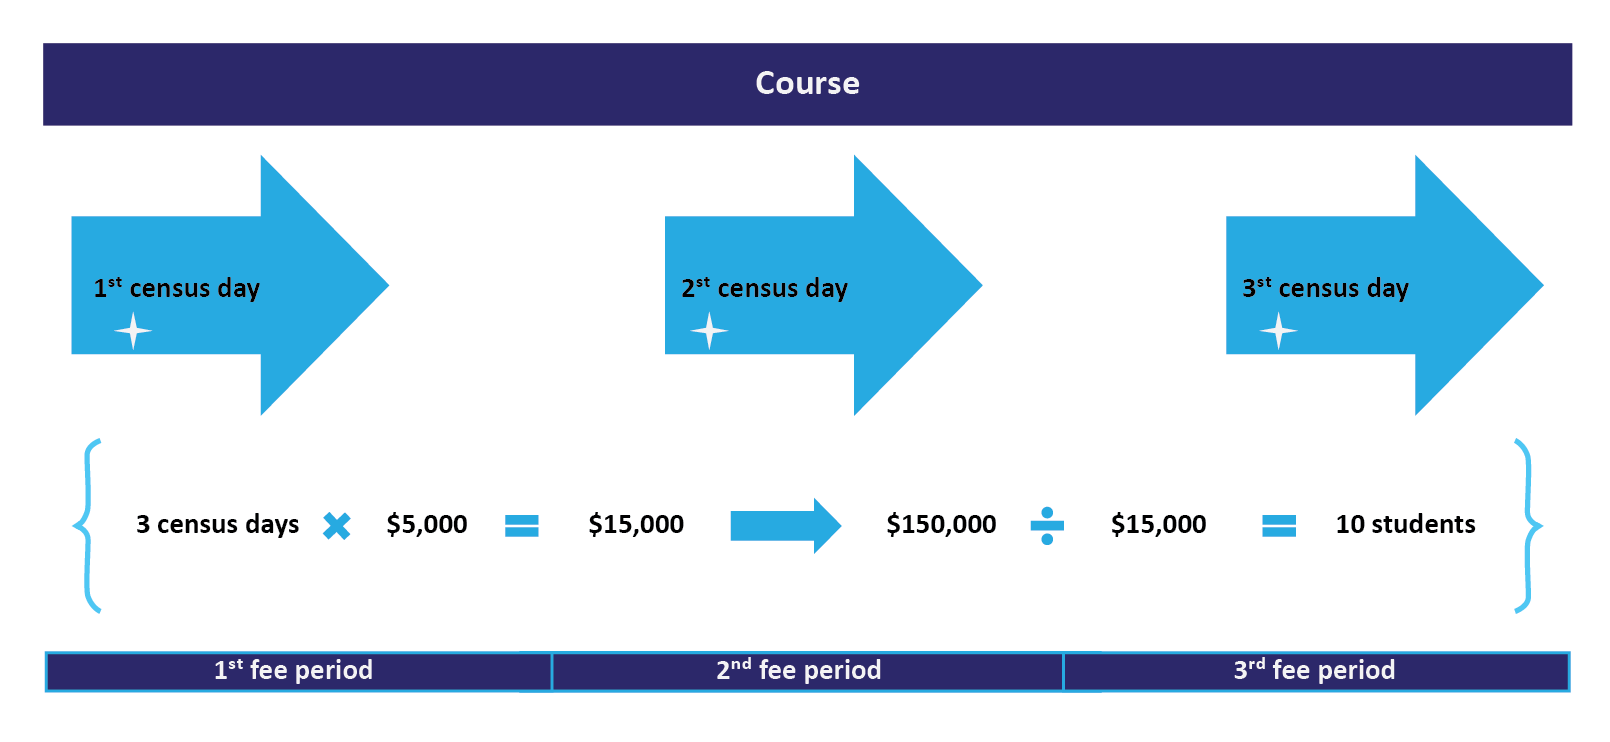 Course
1st census day
2st census day
3st census day
3 census days × $5,000 = $15,000 $150,000 ÷ $15,000 = 10 students
1st fee period
2nd fee period
3rd fee period